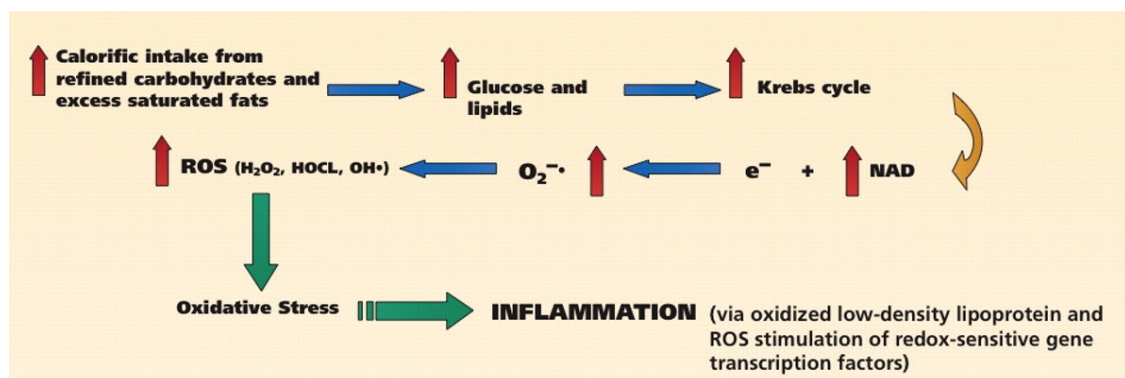 Calorific intake from
refined carbohydrates and
excess saturated fats
Glucose and
lipids
Krebs cycle
ROS (H₂O₂, HOCL, OH•)
O₂⁻•
e⁻ + NAD
Oxidative Stress
INFLAMMATION
(via oxidized low-density lipoprotein and
ROS stimulation of redox-sensitive gene
transcription factors)